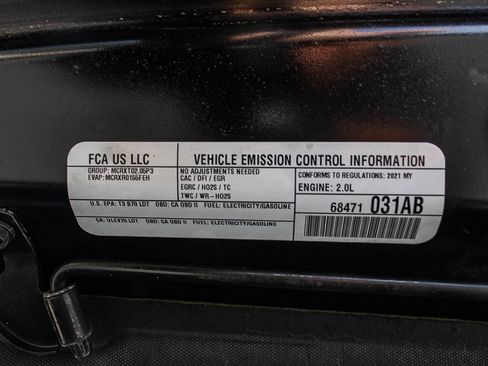 FCA US LLC
GROUP: MCRXT02.05P3
EVAP: MCRXR0155FEH
VEHICLE EMISSION CONTROL INFORMATION
NO ADJUSTMENTS NEEDED
CAC / DFI / EGR
EGRC / HO2S / TC
TWC / WR-HO2S
CONFORMS TO REGULATIONS: 2021 MY
ENGINE: 2.0L
U.S. EPA: T3 B70 LDT OBD: CA OBD II FUEL: ELECTRICITY/GASOLINE
CA: ULEV70 LDT OBD: CA OBD II FUEL: ELECTRICITY/GASOLINE
68471 031AB